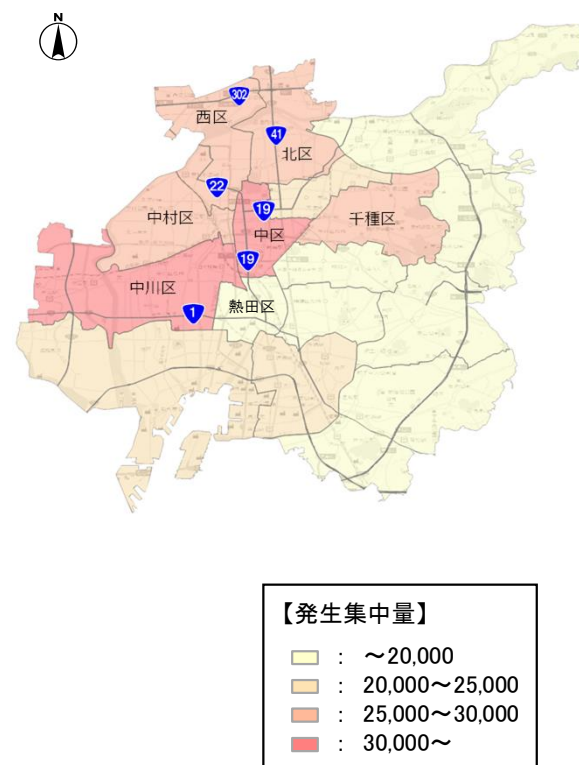 N
302
西区
41
北区
22
中村区
19
千種区
中区
19
中川区
1
熱田区
【発生集中量】
： ～20,000
： 20,000～25,000
： 25,000～30,000
： 30,000～